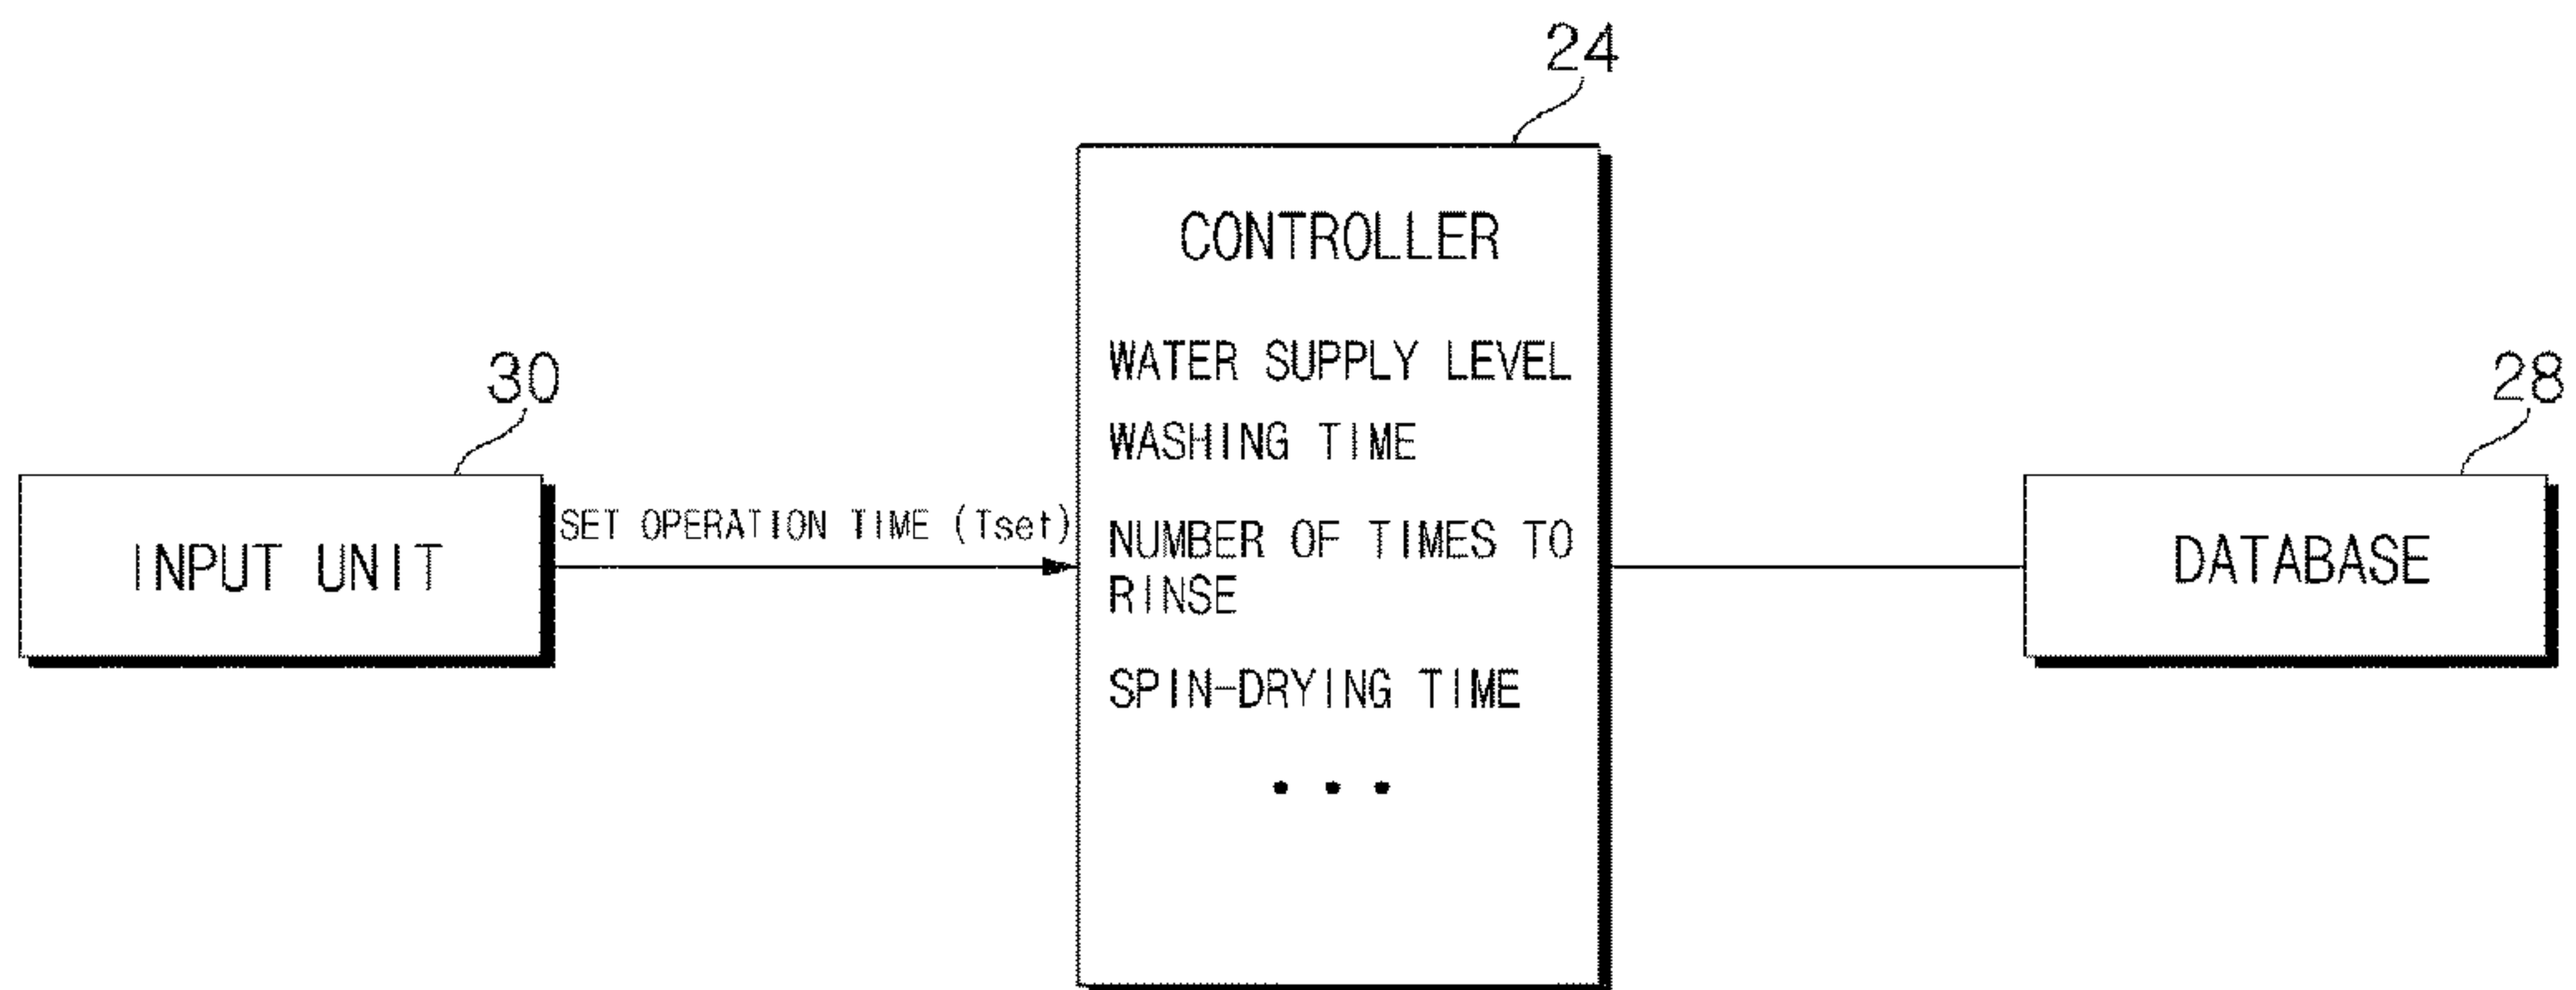 24
CONTROLLER
WATER SUPPLY LEVEL
WASHING TIME
NUMBER OF TIMES TO
RINSE
SPIN-DRYING TIME
• • •
30
INPUT UNIT
SET OPERATION TIME (Tset)
28
DATABASE